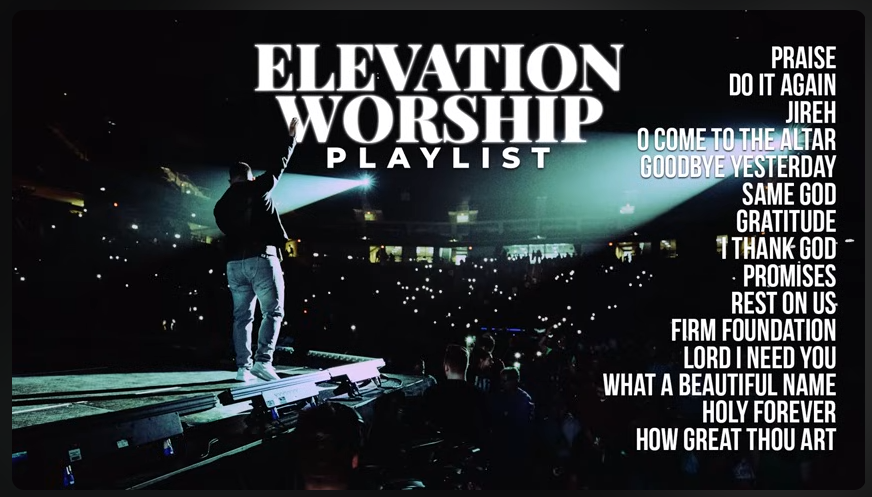 ELEVATION
WORSHIP
PLAYLIST
PRAISE
DO IT AGAIN
JIREH
O COME TO THE ALTAR
GOODBYE YESTERDAY
SAME GOD
GRATITUDE
I THANK GOD
PROMISES
REST ON US
FIRM FOUNDATION
LORD I NEED YOU
WHAT A BEAUTIFUL NAME
HOLY FOREVER
HOW GREAT THOU ART